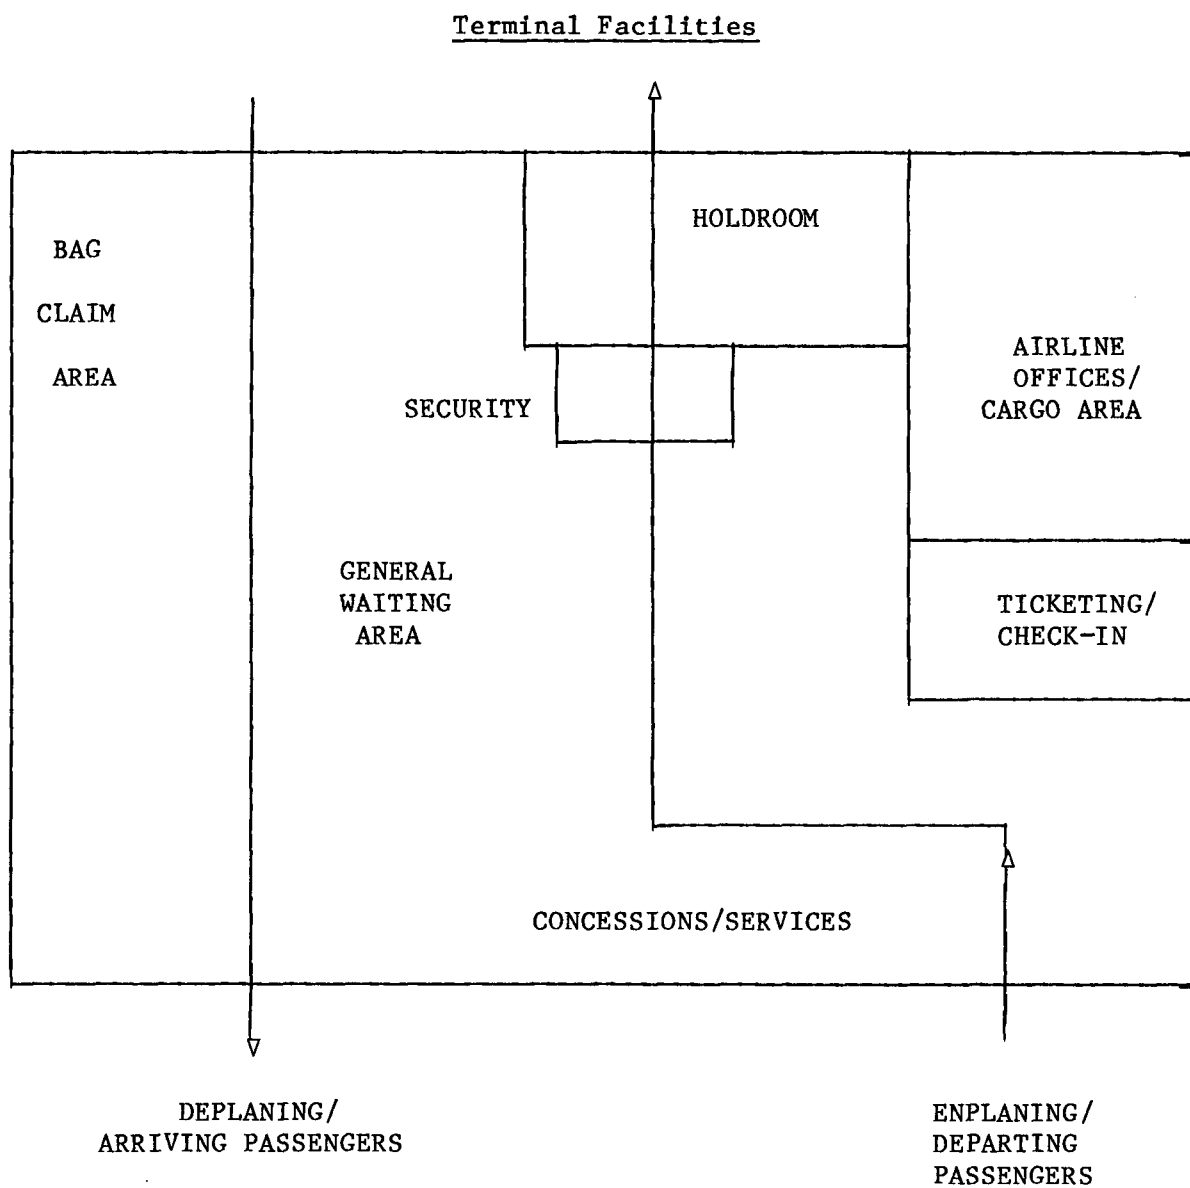 Terminal Facilities
HOLDROOM
BAG
CLAIM
AREA
AIRLINE
OFFICES/
CARGO AREA
SECURITY
GENERAL
WAITING
AREA
TICKETING/
CHECK-IN
CONCESSIONS/SERVICES
DEPLANING/
ARRIVING PASSENGERS
ENPLANING/
DEPARTING
PASSENGERS